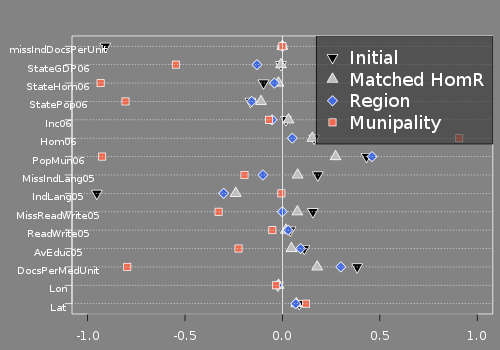 missIndDocsPerUnit
StateGDP06
StateHom06
StatePop06
Inc06
Hom06
PopMun06
MissIndLang05
IndLang05
MissReadWrite05
ReadWrite05
AvEduc05
DocsPerMedUnit
Lon
Lat
Initial
Matched HomR
Region
Munipality
-1.0 -0.5 0.0 0.5 1.0